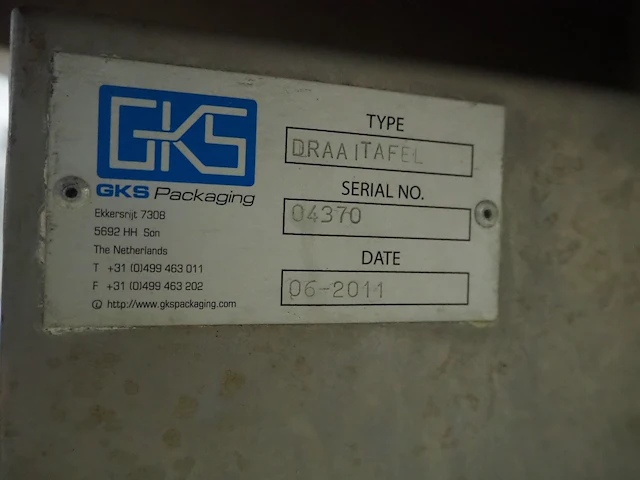 GKS
GKS Packaging
Ekkersrijt 7308
5692 HH Son
The Netherlands
T +31 (0)499 463 011
F +31 (0)499 463 202
http://www.gkspackaging.com
TYPE
DRAAITAFEL
SERIAL NO.
04370
DATE
06-2011